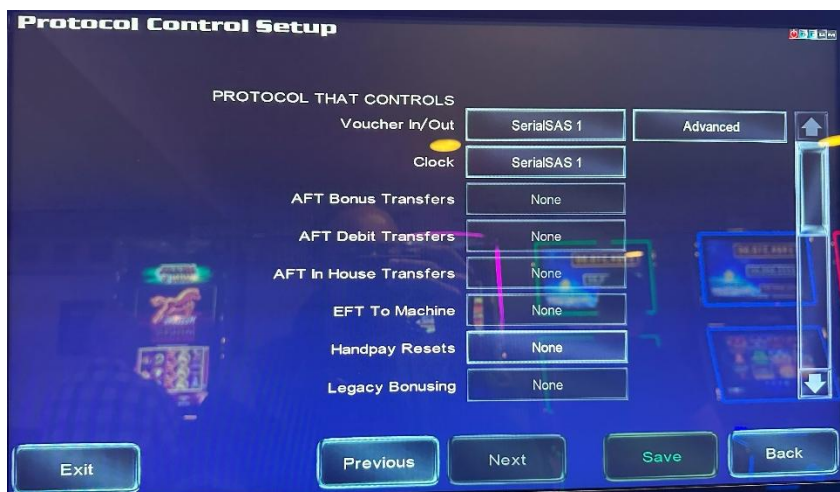 Protocol Control Setup
PROTOCOL THAT CONTROLS
Voucher In/Out SerialSAS 1 Advanced
Clock SerialSAS 1
AFT Bonus Transfers None
AFT Debit Transfers None
AFT In House Transfers None
EFT To Machine None
Handpay Resets None
Legacy Bonusing None
Exit Previous Next Save Back